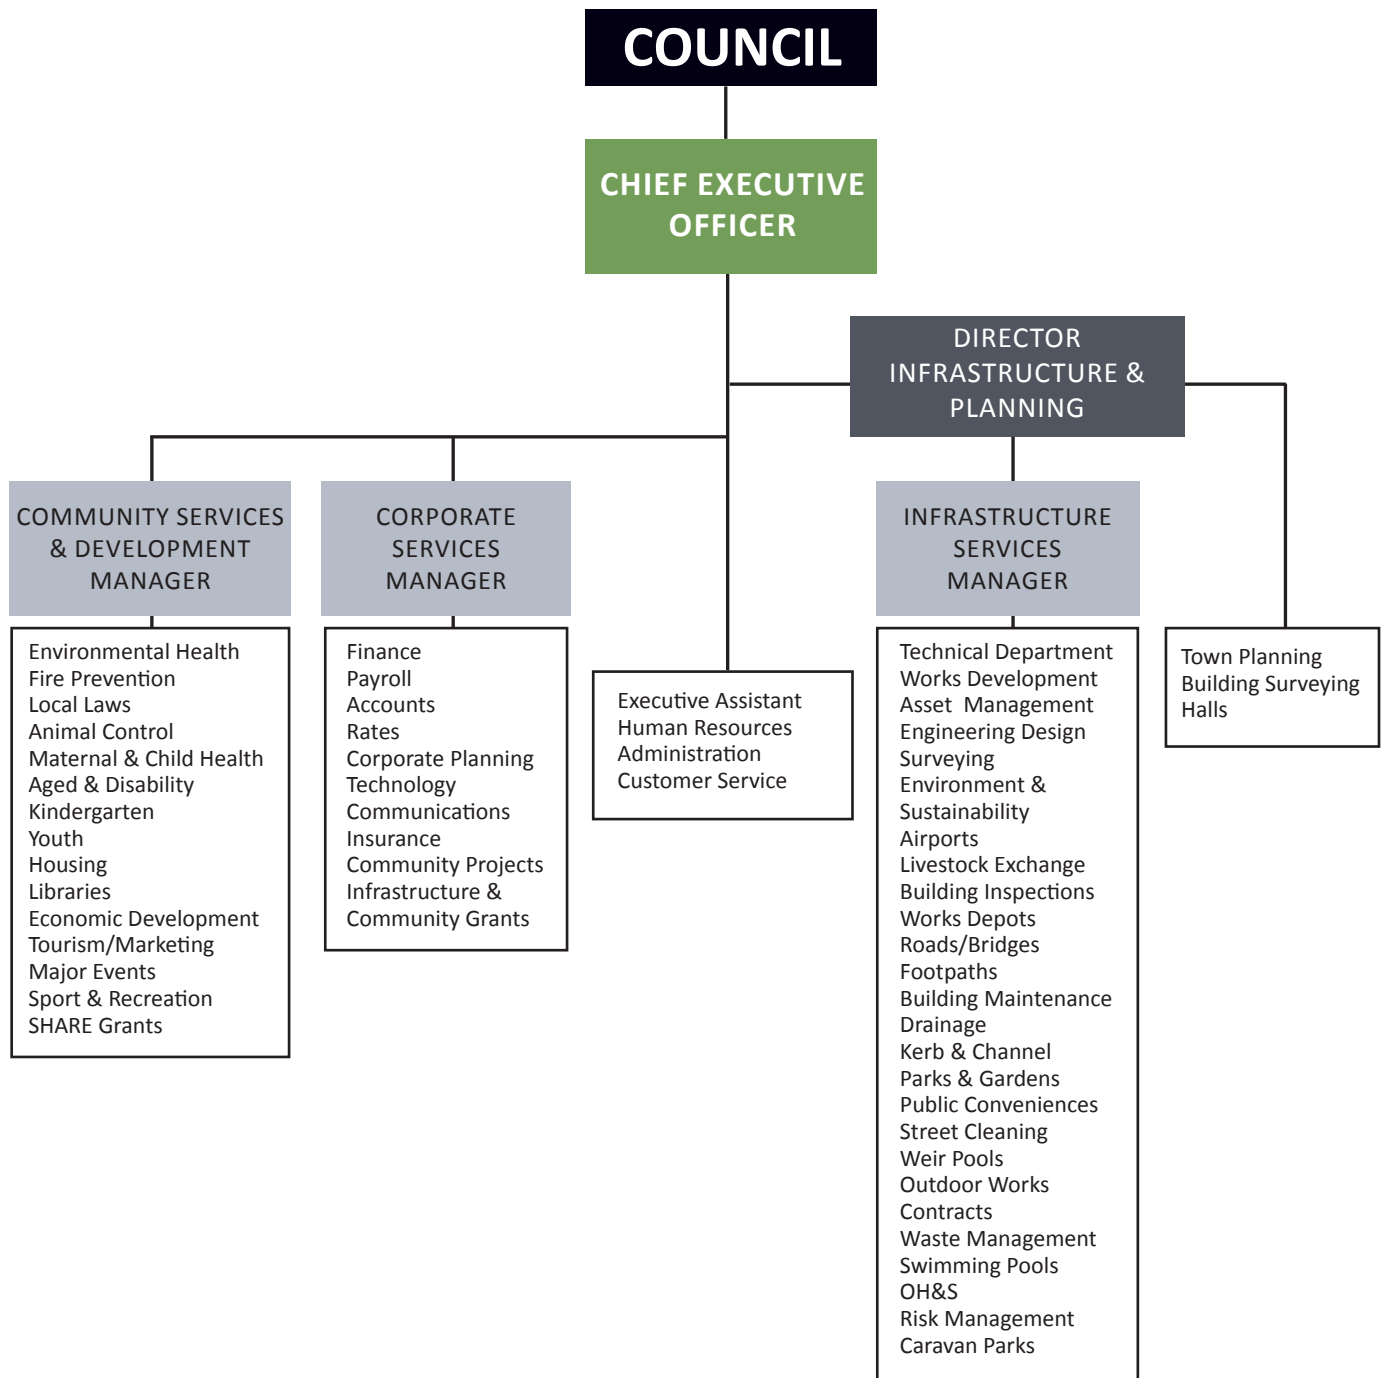 COUNCIL
CHIEF EXECUTIVE
OFFICER
DIRECTOR
INFRASTRUCTURE &
PLANNING
COMMUNITY SERVICES
& DEVELOPMENT
MANAGER
CORPORATE
SERVICES
MANAGER
INFRASTRUCTURE
SERVICES
MANAGER
Environmental Health
Fire Prevention
Local Laws
Animal Control
Maternal & Child Health
Aged & Disability
Kindergarten
Youth
Housing
Libraries
Economic Development
Tourism/Marketing
Major Events
Sport & Recreation
SHARE Grants
Finance
Payroll
Accounts
Rates
Corporate Planning
Technology
Communications
Insurance
Community Projects
Infrastructure &
Community Grants
Executive Assistant
Human Resources
Administration
Customer Service
Technical Department
Works Development
Asset  Management
Engineering Design
Surveying
Environment &
Sustainability
Airports
Livestock Exchange
Building Inspections
Works Depots
Roads/Bridges
Footpaths
Building Maintenance
Drainage
Kerb & Channel
Parks & Gardens
Public Conveniences
Street Cleaning
Weir Pools
Outdoor Works
Contracts
Waste Management
Swimming Pools
OH&S
Risk Management
Caravan Parks
Town Planning
Building Surveying
Halls